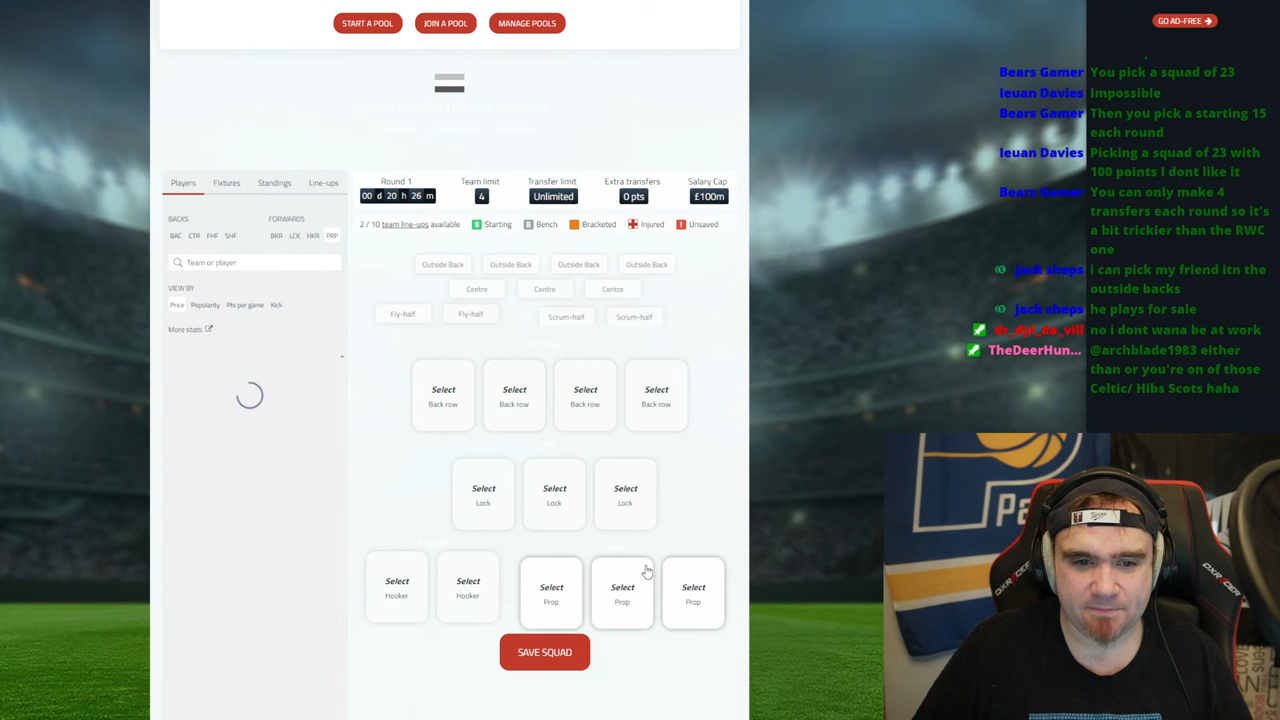 START A POOL JOIN A POOL MANAGE POOLS
GO AD-FREE
Players Fixtures Standings Line-ups
BACKS FORWARDS
BAC CTR FHF SHF BKR LCK HKR PRP
Team or player
VIEW BY
Price Popularity Pts per game Kick
More stats
Round 1 Team limit Transfer limit Extra transfers Salary Cap
00 d 20 h 26 m 4 Unlimited 0 pts £100m
2 / 10 team line-ups available S Starting B Bench Bracketed Injured ! Unsaved
Outside Back Outside Back Outside Back Outside Back
Centre Centre Centre
Fly-half Fly-half Scrum-half Scrum-half
Select Select Select Select
Back row Back row Back row Back row
Select Select Select
Lock Lock Lock
Select Select Select Select Select
Hooker Hooker Prop Prop Prop
SAVE SQUAD
Bears Gamer You pick a squad of 23
Ieuan Davies Impossible
Bears Gamer Then you pick a starting 15
each round
Ieuan Davies Picking a squad of 23 with
100 points I dont like it
Bears Gamer You can only make 4
transfers each round so it's
a bit trickier than the RWC
one
jack sheps i can pick my friend itn the
outside backs
jack sheps he plays for sale
dr_dyl_da_vill no i dont wana be at work
TheDeerHun... @archblade1983 either
than or you're on of those
Celtic/ Hibs Scots haha
Pa
DXRACER